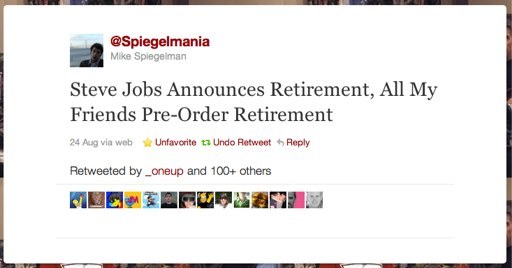 @Spiegelmania
Mike Spiegelman
Steve Jobs Announces Retirement, All My
Friends Pre-Order Retirement
24 Aug via web Unfavorite Undo Retweet Reply
Retweeted by _oneup and 100+ others